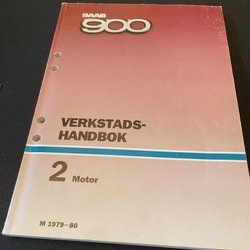 SAAB
900
VERKSTADS-
HANDBOK
2 Motor
M 1979-80